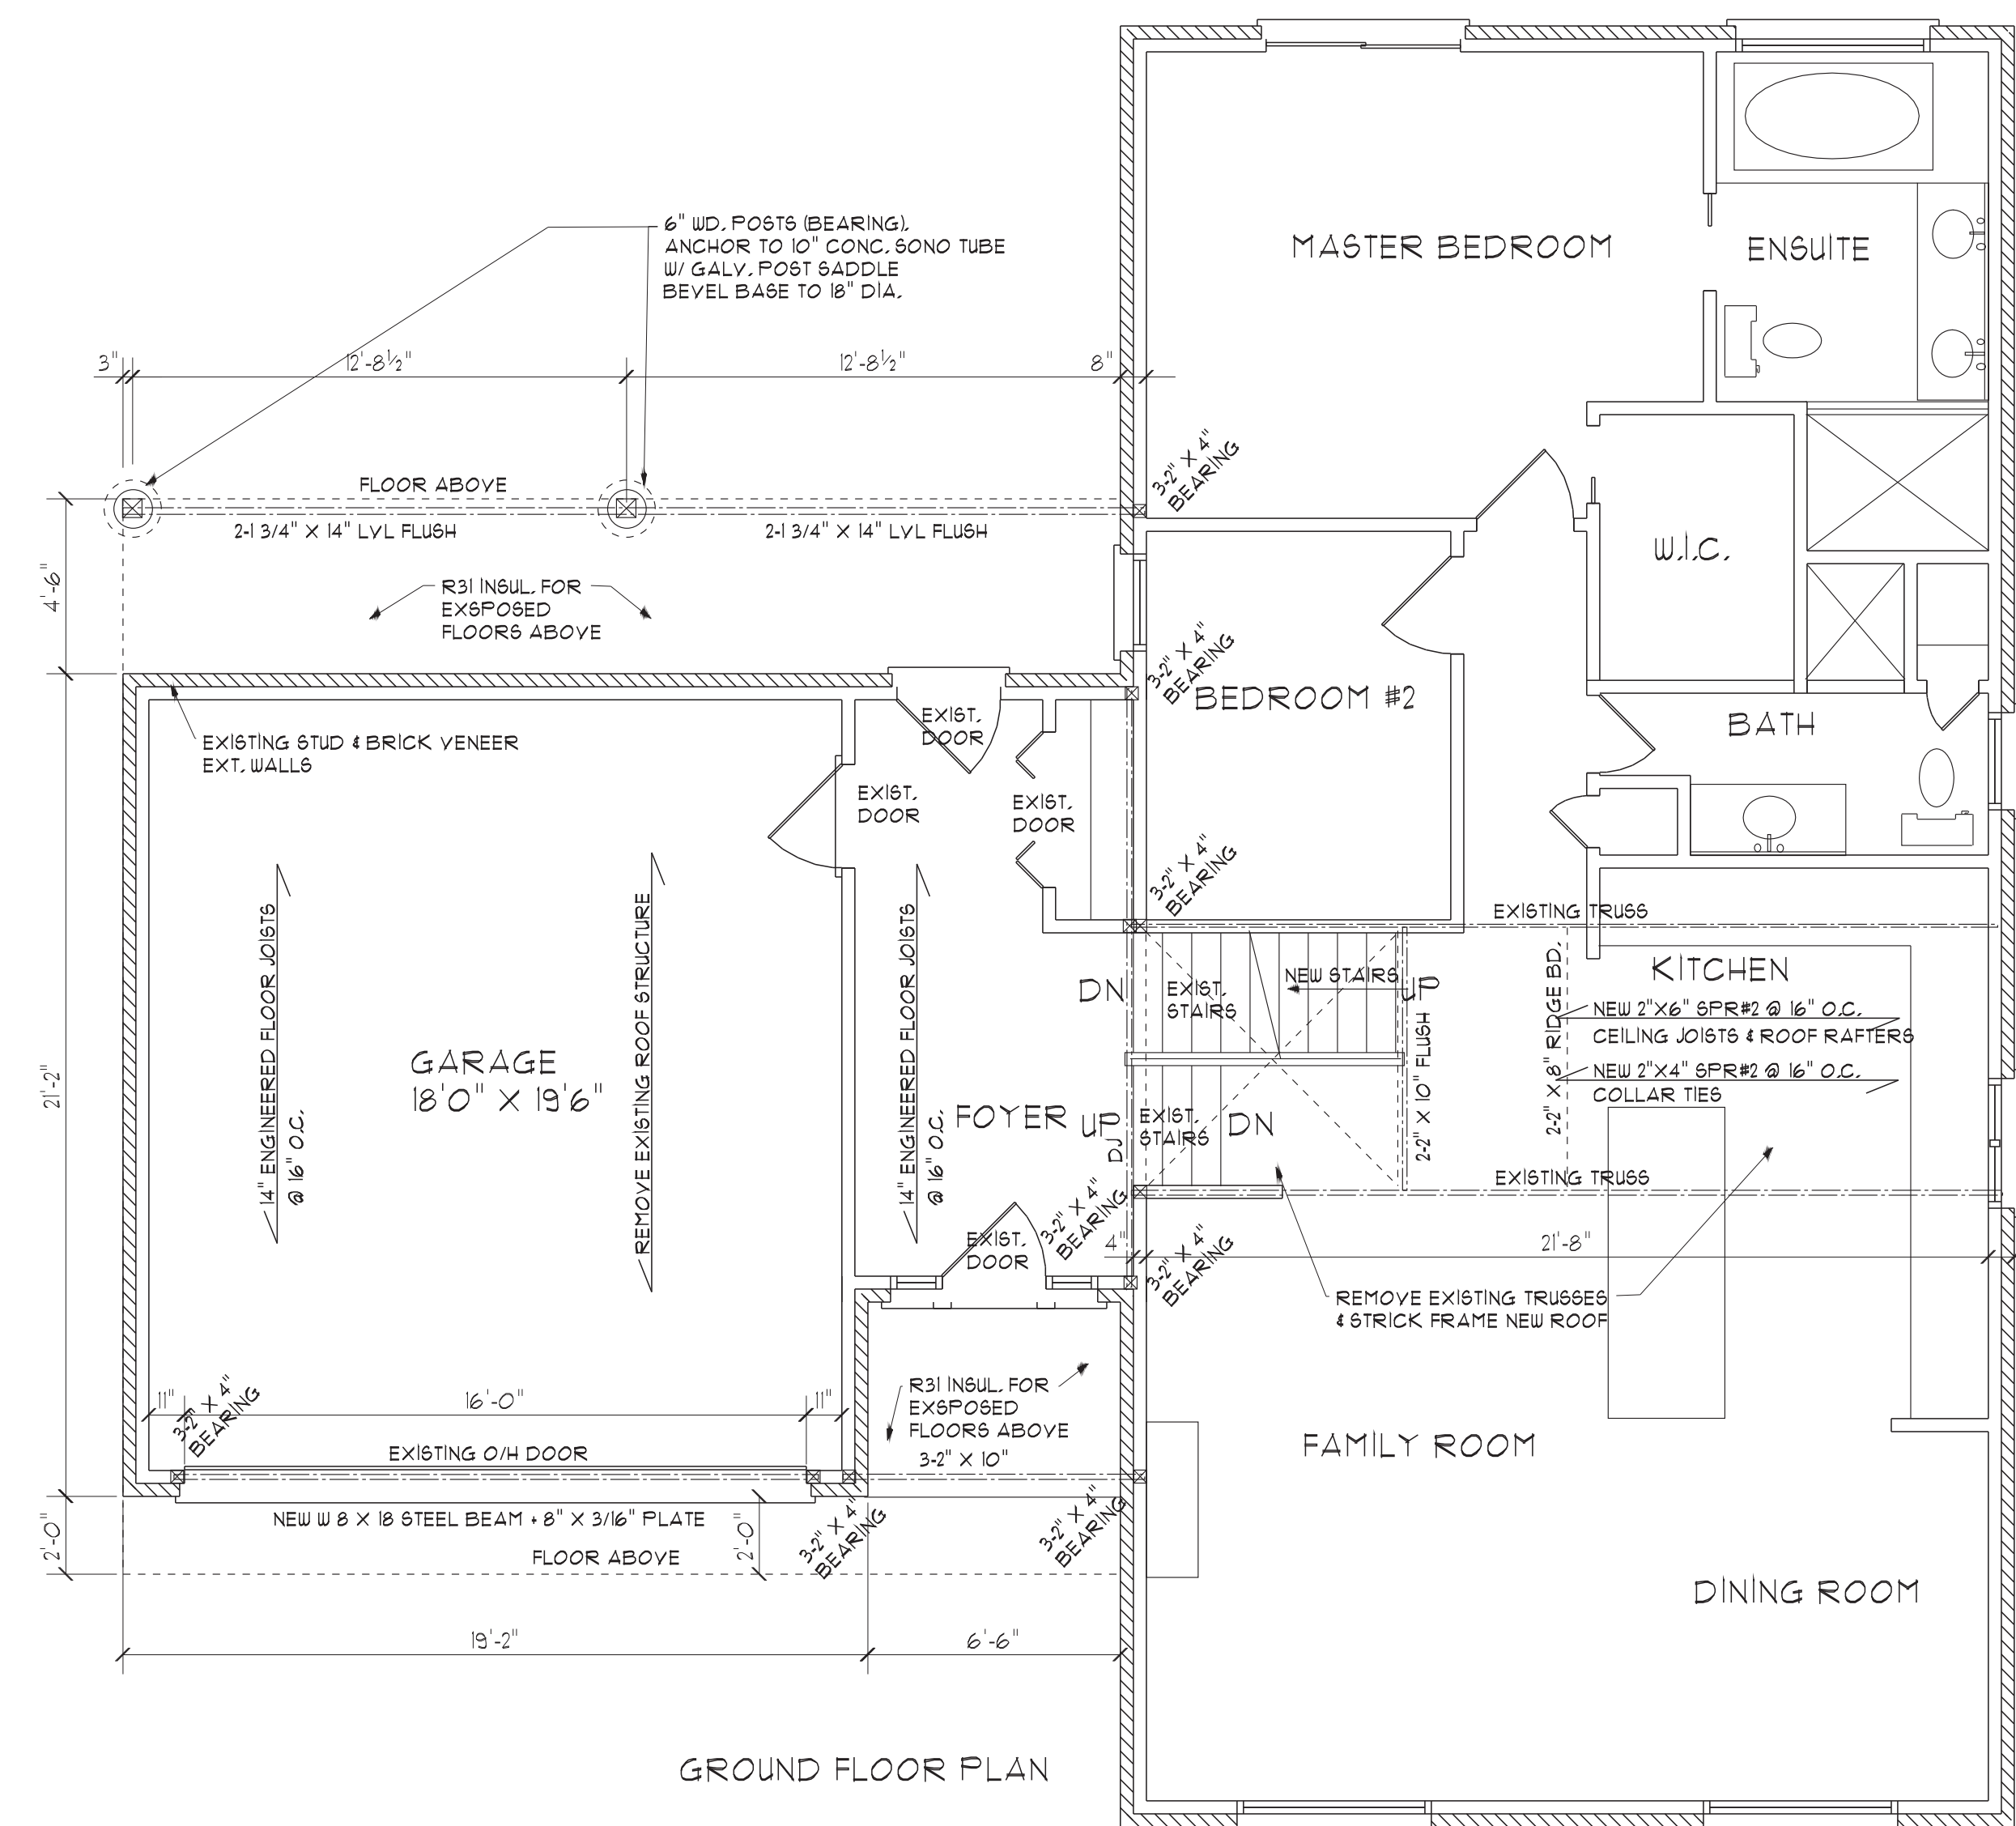 6" WD. POSTS (BEARING),
ANCHOR TO 10" CONC. SONO TUBE
W/ GALV. POST SADDLE
BEVEL BASE TO 18" DIA.
MASTER BEDROOM
ENSUITE
3"
12'-8½"
12'-8½"
8"
3-2" X 4"
BEARING
FLOOR ABOVE
2-1 3/4" X 14" LVL FLUSH
2-1 3/4" X 14" LVL FLUSH
W.I.C.
4'-6"
R31 INSUL. FOR
EXSPOSED
FLOORS ABOVE
3-2" X 4"
BEARING
BEDROOM #2
BATH
EXIST.
DOOR
EXISTING STUD & BRICK VENEER
EXT. WALLS
EXIST.
DOOR
EXIST.
DOOR
3-2" X 4"
BEARING
EXISTING TRUSS
14" ENGINEERED FLOOR JOISTS
@ 16" O.C.
REMOVE EXISTING ROOF STRUCTURE
14" ENGINEERED FLOOR JOISTS
@ 16" O.C.
KITCHEN
DN
EXIST.
STAIRS
NEW STAIRS
UP
2-2" X 8" RIDGE BD.
NEW 2"X6" SPR#2 @ 16" O.C.
CEILING JOISTS & ROOF RAFTERS
NEW 2"X4" SPR#2 @ 16" O.C.
COLLAR TIES
GARAGE
18'0" X 19'6"
21'-2"
2-2" X 10" FLUSH
FOYER
UP
DJ
EXIST.
STAIRS
DN
EXISTING TRUSS
3-2" X 4"
BEARING
EXIST.
DOOR
4"
3-2" X 4"
BEARING
21'-8"
REMOVE EXISTING TRUSSES
& STRICK FRAME NEW ROOF
R31 INSUL. FOR
EXSPOSED
FLOORS ABOVE
3-2" X 10"
11"
3-2" X 4"
BEARING
16'-0"
11"
EXISTING O/H DOOR
FAMILY ROOM
NEW W 8 X 18 STEEL BEAM + 8" X 3/16" PLATE
2'-0"
FLOOR ABOVE
2'-0"
3-2" X 4"
BEARING
3-2" X 4"
BEARING
DINING ROOM
19'-2"
6'-6"
GROUND FLOOR PLAN